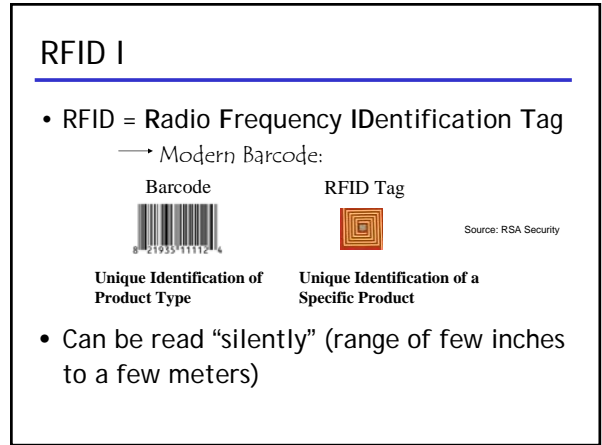 RFID I
• RFID = Radio Frequency IDentification Tag
Modern Barcode:
Barcode RFID Tag
8 21935 11112 4
Source: RSA Security
Unique Identification of Unique Identification of a
Product Type Specific Product
• Can be read “silently” (range of few inches
to a few meters)